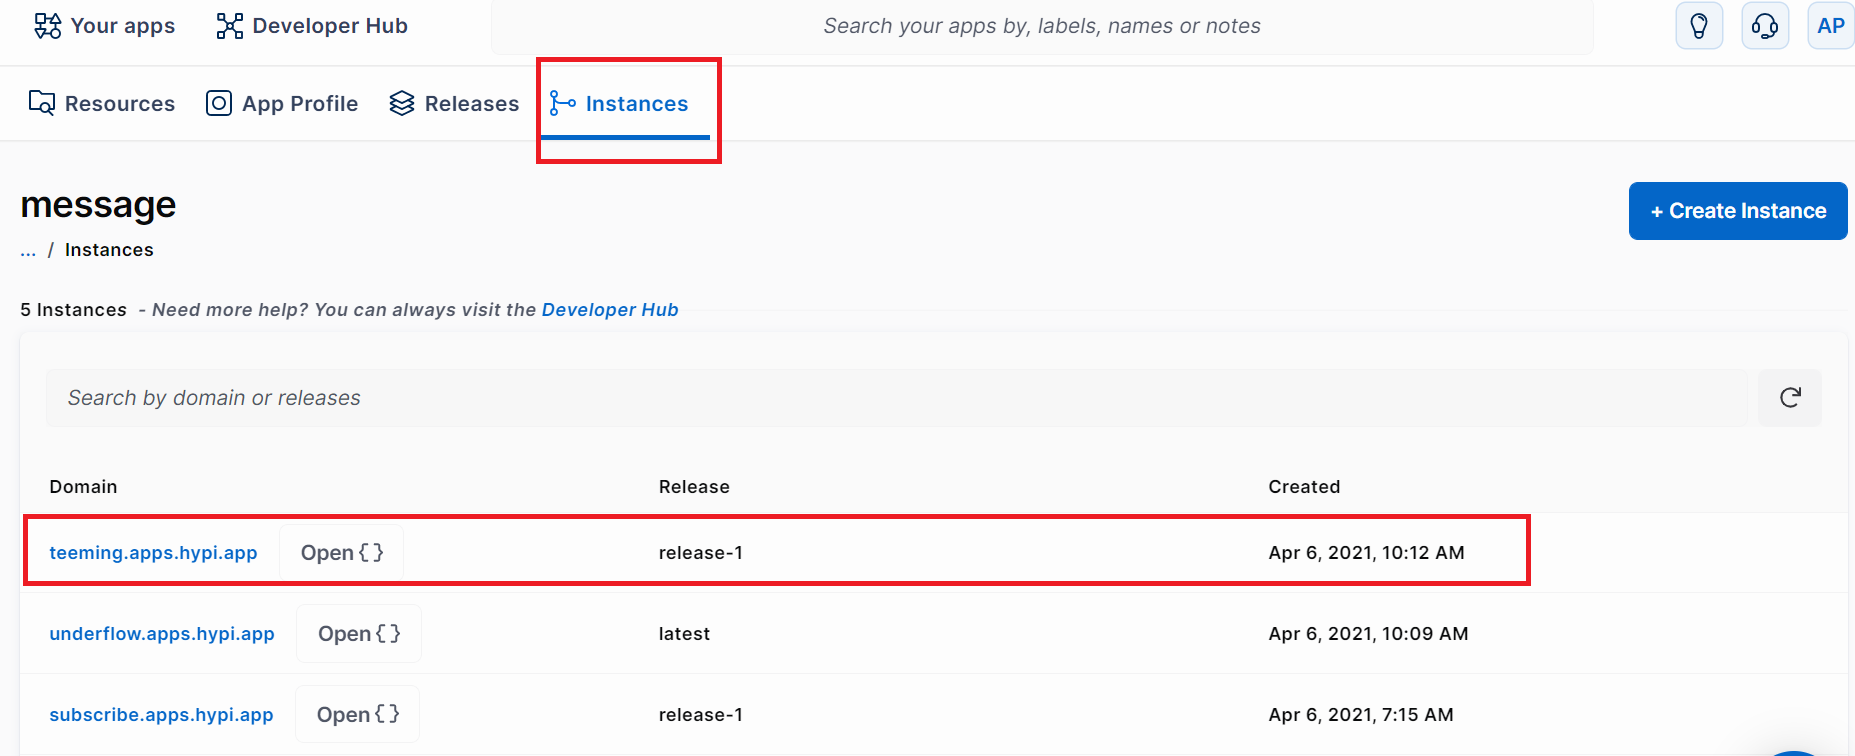 Your apps Developer Hub Search your apps by, labels, names or notes AP
Resources App Profile Releases Instances
message
+ Create Instance
... / Instances
5 Instances - Need more help? You can always visit the Developer Hub
Search by domain or releases
Domain Release Created
teeming.apps.hypi.app Open {} release-1 Apr 6, 2021, 10:12 AM
underflow.apps.hypi.app Open {} latest Apr 6, 2021, 10:09 AM
subscribe.apps.hypi.app Open {} release-1 Apr 6, 2021, 7:15 AM